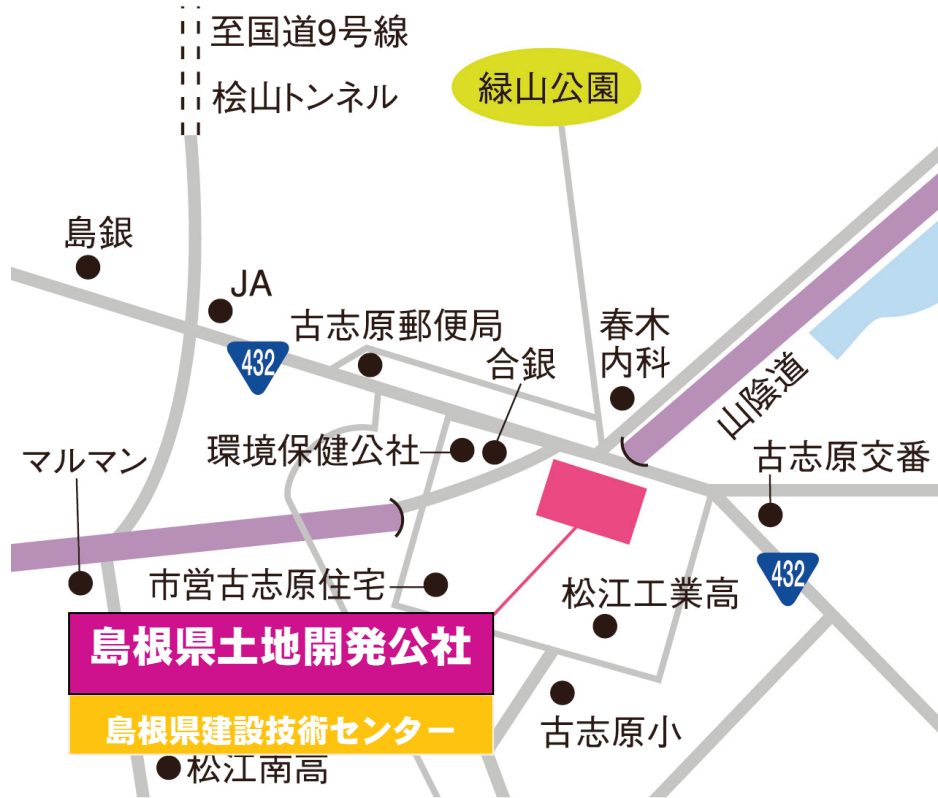 至国道9号線
桧山トンネル
緑山公園
島銀
JA
古志原郵便局
春木
内科
432
合銀
山陰道
環境保健公社
マルマン
古志原交番
市営古志原住宅
松江工業高
432
島根県土地開発公社
島根県建設技術センター
古志原小
松江南高